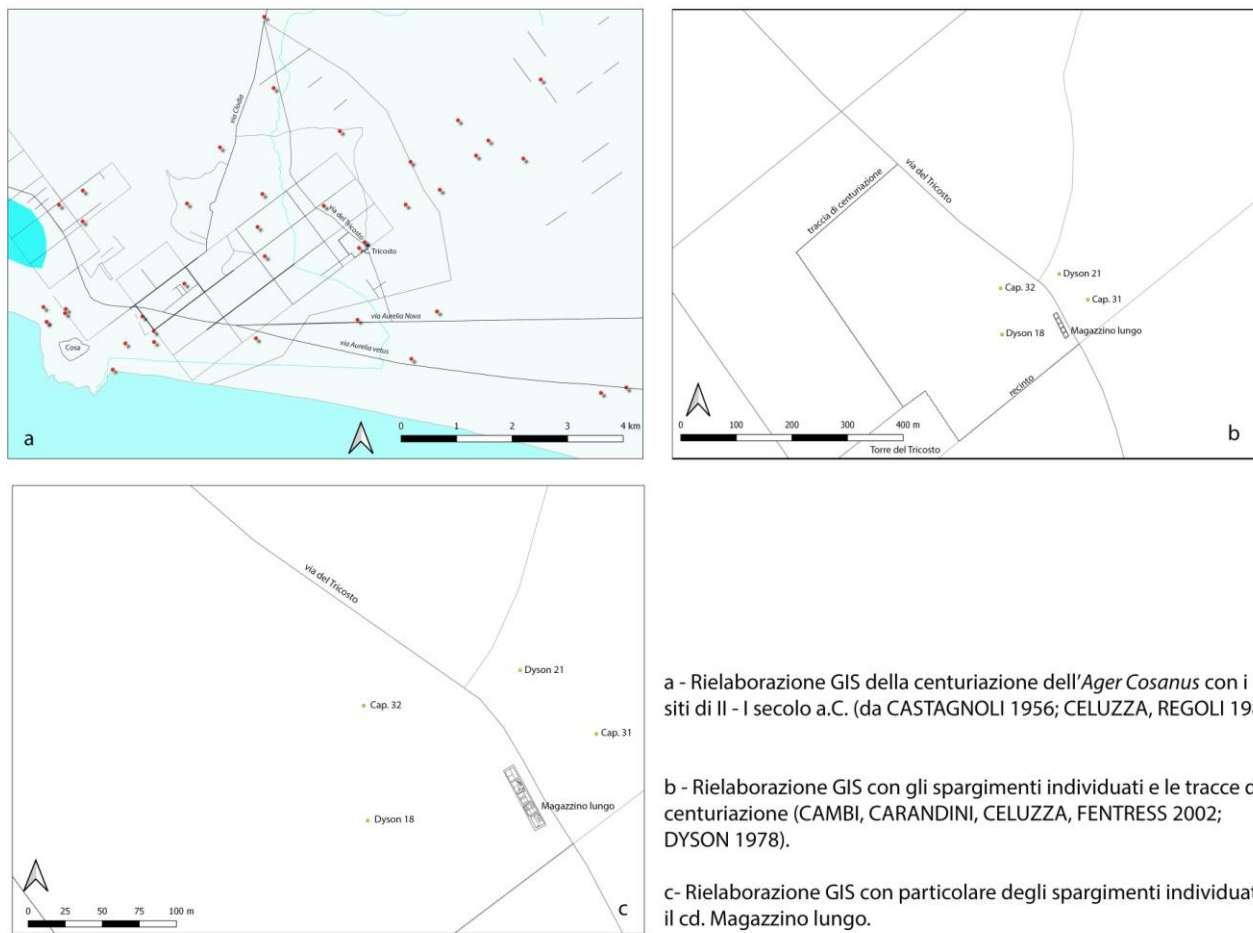 via Clodia
via del Tricosto
C. Tricosto
via Aurelia Nova
via Aurelia vetus
Cosa
0 1 2 3 4 km
a
via del Tricosto
traccia di centuriazione
Dyson 21
Cap. 32
Cap. 31
Dyson 18
Magazzino lungo
recinto
0 100 200 300 400 m
Torre del Tricosto
b
via del Tricosto
Dyson 21
Cap. 32
Cap. 31
Magazzino lungo
Dyson 18
0 25 50 75 100 m
c
a - Rielaborazione GIS della centuriazione dell'Ager Cosanus con i
siti di II - I secolo a.C. (da CASTAGNOLI 1956; CELUZZA, REGOLI
b - Rielaborazione GIS con gli spargimenti individuati e le tracce
centuriazione (CAMBI, CARANDINI, CELUZZA, FENTRESS 2002;
DYSON 1978).
c- Rielaborazione GIS con particolare degli spargimenti
il cd. Magazzino lungo.